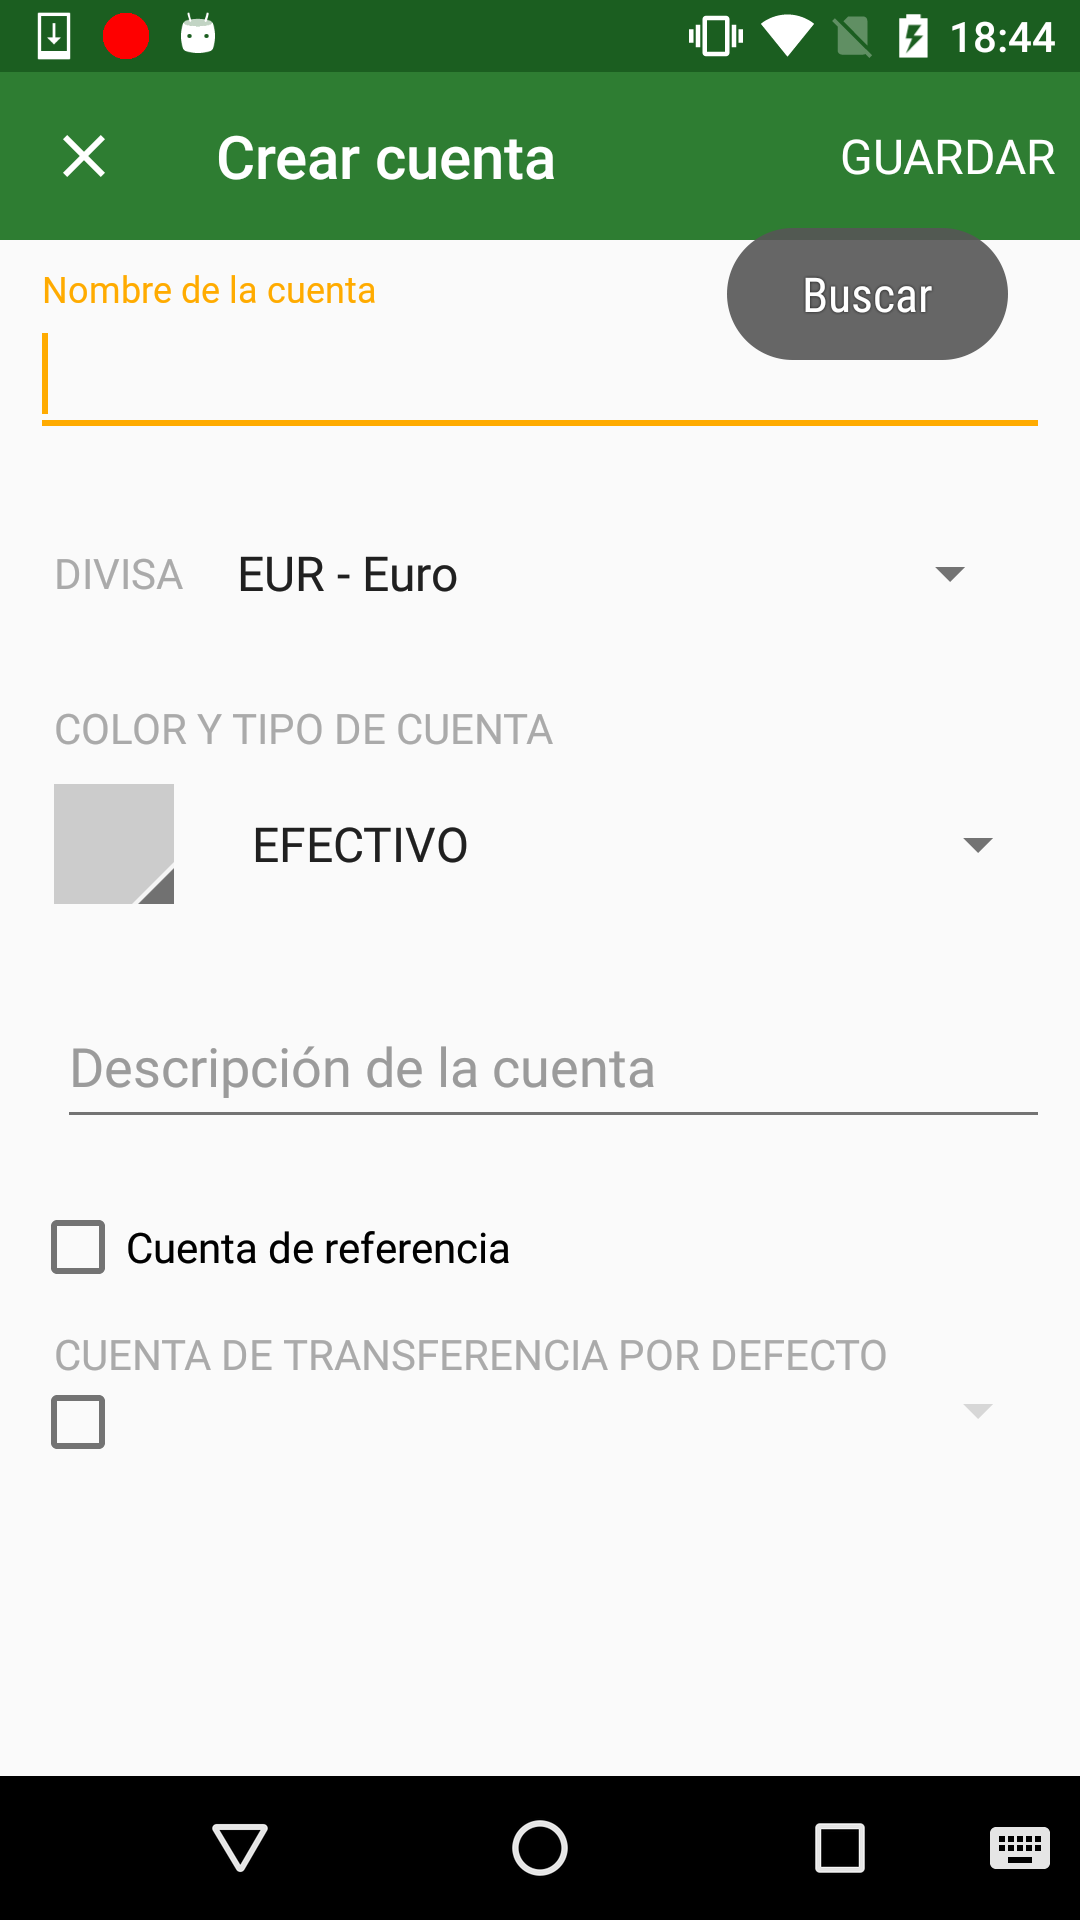 18:44
Crear cuenta
GUARDAR
Nombre de la cuenta
Buscar
DIVISA EUR - Euro
COLOR Y TIPO DE CUENTA
EFECTIVO
Descripción de la cuenta
Cuenta de referencia
CUENTA DE TRANSFERENCIA POR DEFECTO